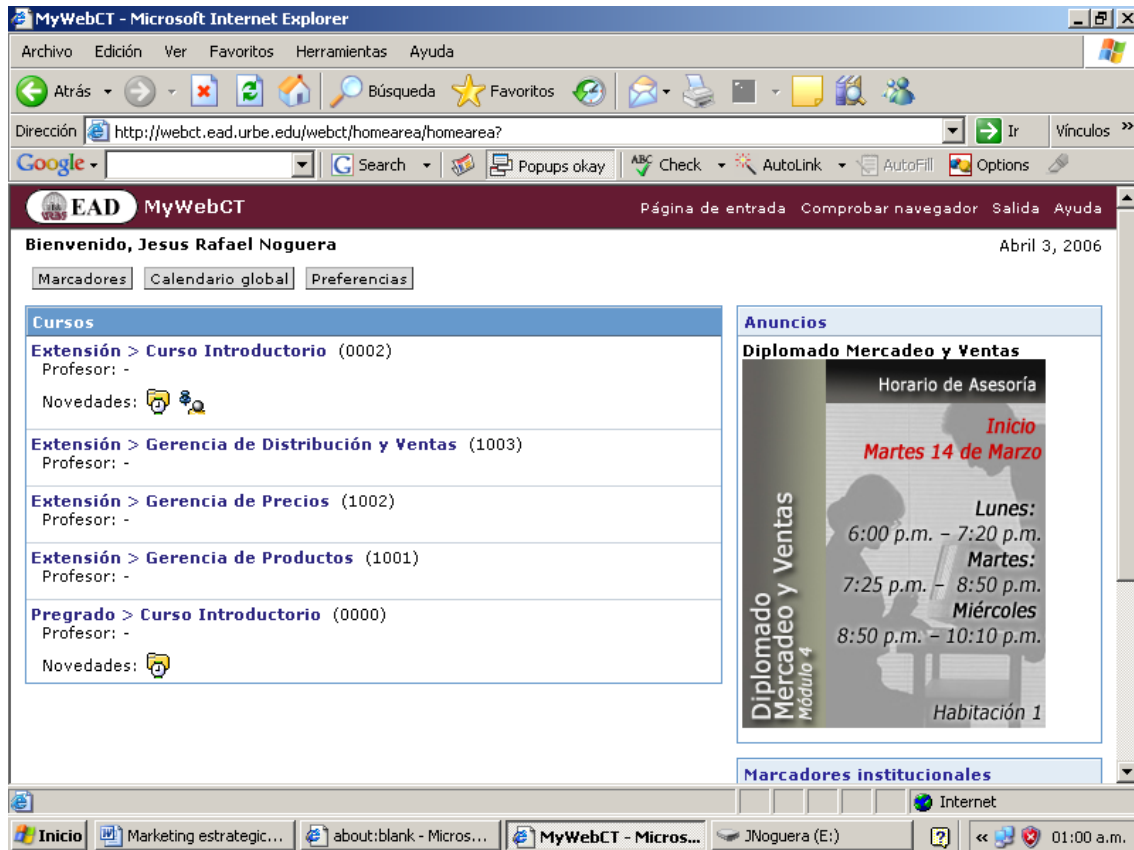 MyWebCT - Microsoft Internet Explorer
Archivo Edición Ver Favoritos Herramientas Ayuda
Atrás Búsqueda Favoritos
Dirección http://webct.ead.urbe.edu/webct/homearea/homearea? Ir Vínculos »
Google Search Popups okay ABC Check AutoLink AutoFill Options
EAD MyWebCT Página de entrada Comprobar navegador Salida Ayuda
Bienvenido, Jesus Rafael Noguera Abril 3, 2006
Marcadores Calendario global Preferencias
Cursos
Extensión > Curso Introductorio (0002)
Profesor: -
Novedades:
Extensión > Gerencia de Distribución y Ventas (1003)
Profesor: -
Extensión > Gerencia de Precios (1002)
Profesor: -
Extensión > Gerencia de Productos (1001)
Profesor: -
Pregrado > Curso Introductorio (0000)
Profesor: -
Novedades:
Anuncios
Diplomado Mercadeo y Ventas
Diplomado
Mercadeo y Ventas
Módulo 4
Horario de Asesoría
Inicio
Martes 14 de Marzo
Lunes:
6:00 p.m. – 7:20 p.m.
Martes:
7:25 p.m. – 8:50 p.m.
Miércoles
8:50 p.m. – 10:10 p.m.
Habitación 1
Marcadores institucionales
Internet
Inicio Marketing estrategic... about:blank - Micros... MyWebCT - Micros... JNoguera (E:) « 01:00 a.m.